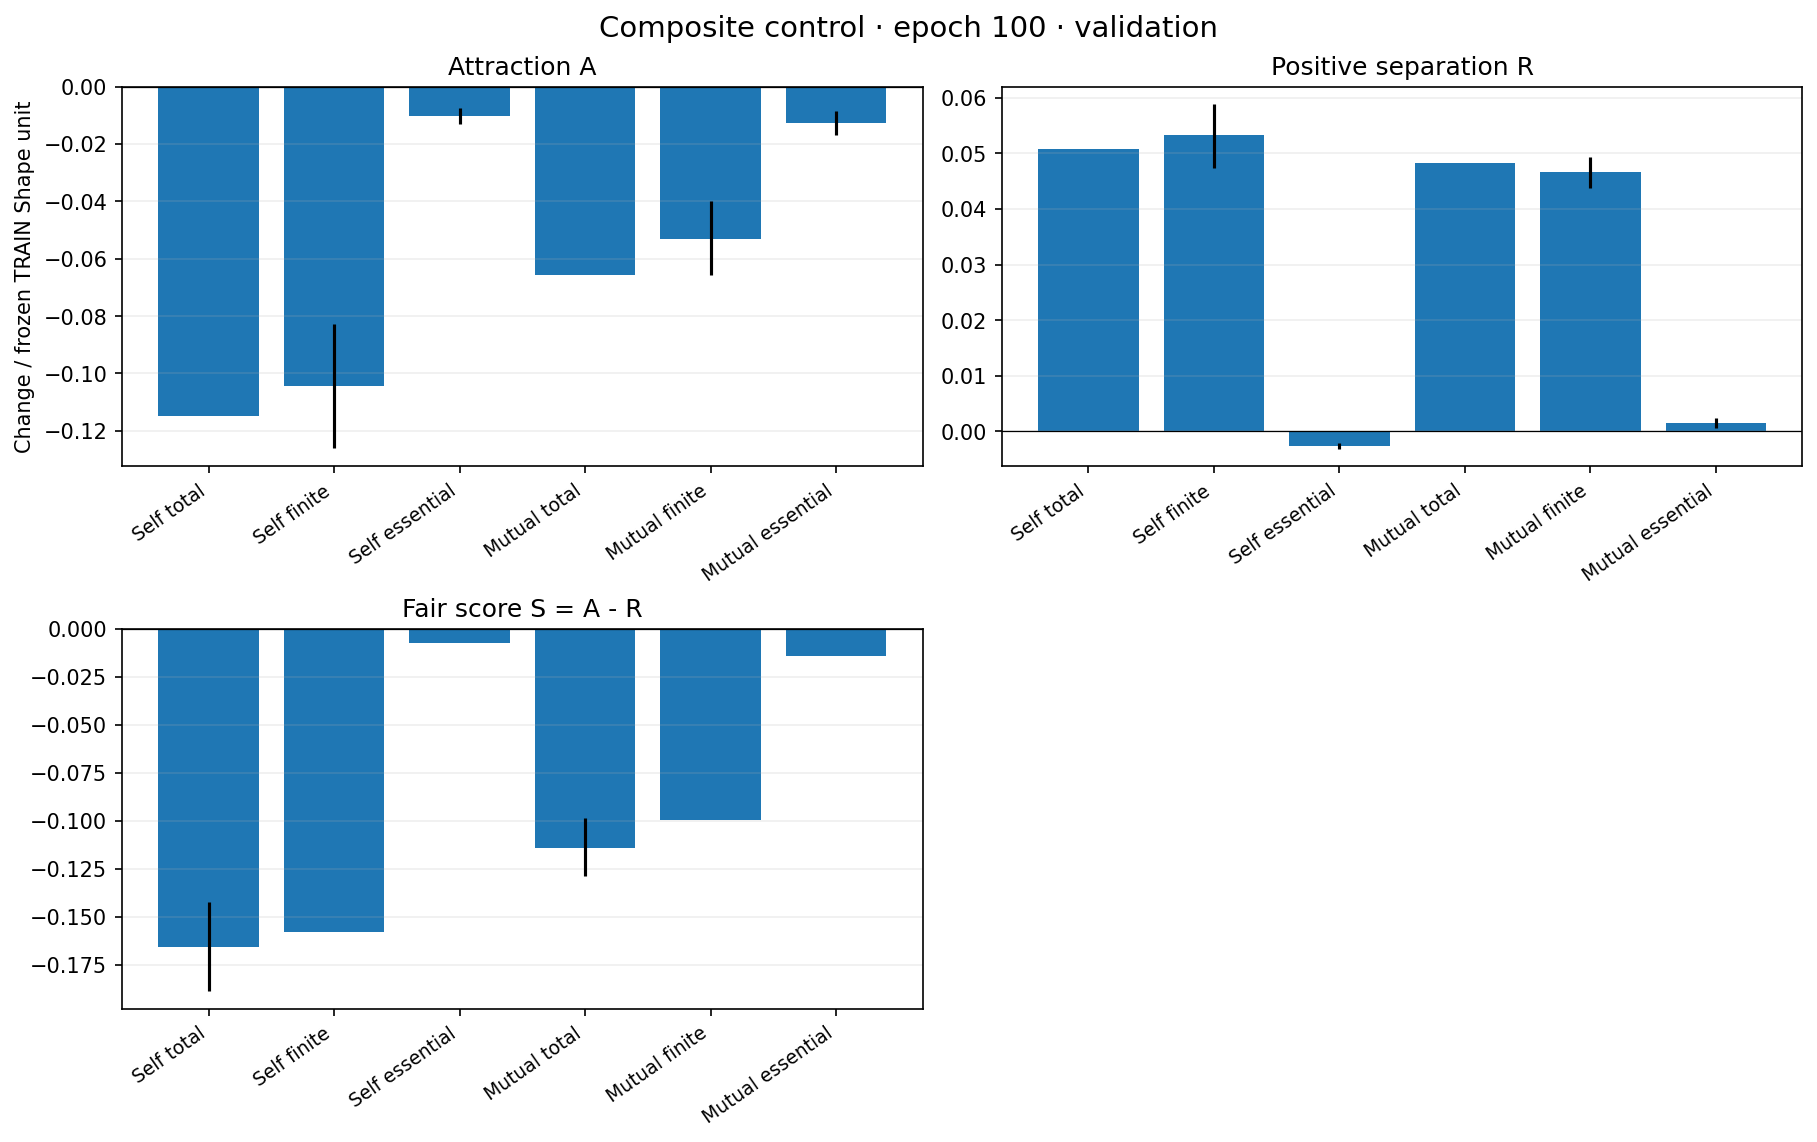 Composite control · epoch 100 · validation
Attraction A
Change / frozen TRAIN Shape unit
0.00
−0.02
−0.04
−0.06
−0.08
−0.10
−0.12
Self total
Self finite
Self essential
Mutual total
Mutual finite
Mutual essential
Positive separation R
0.06
0.05
0.04
0.03
0.02
0.01
0.00
Self total
Self finite
Self essential
Mutual total
Mutual finite
Mutual essential
Fair score S = A - R
0.000
−0.025
−0.050
−0.075
−0.100
−0.125
−0.150
−0.175
Self total
Self finite
Self essential
Mutual total
Mutual finite
Mutual essential